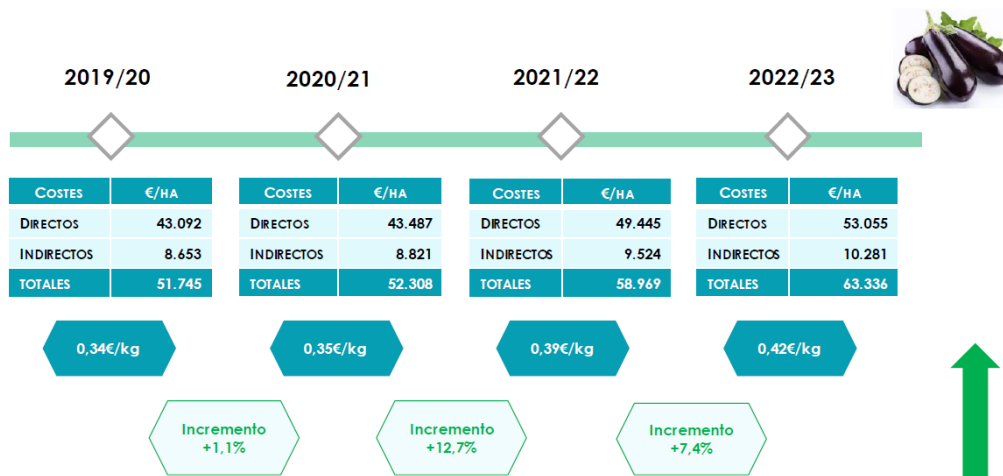 2019/20
2020/21
2021/22
2022/23
COSTES €/HA
DIRECTOS 43.092
INDIRECTOS 8.653
TOTALES 51.745
COSTES €/HA
DIRECTOS 43.487
INDIRECTOS 8.821
TOTALES 52.308
COSTES €/HA
DIRECTOS 49.445
INDIRECTOS 9.524
TOTALES 58.969
COSTES €/HA
DIRECTOS 53.055
INDIRECTOS 10.281
TOTALES 63.336
0,34€/kg
0,35€/kg
0,39€/kg
0,42€/kg
Incremento
+1,1%
Incremento
+12,7%
Incremento
+7,4%